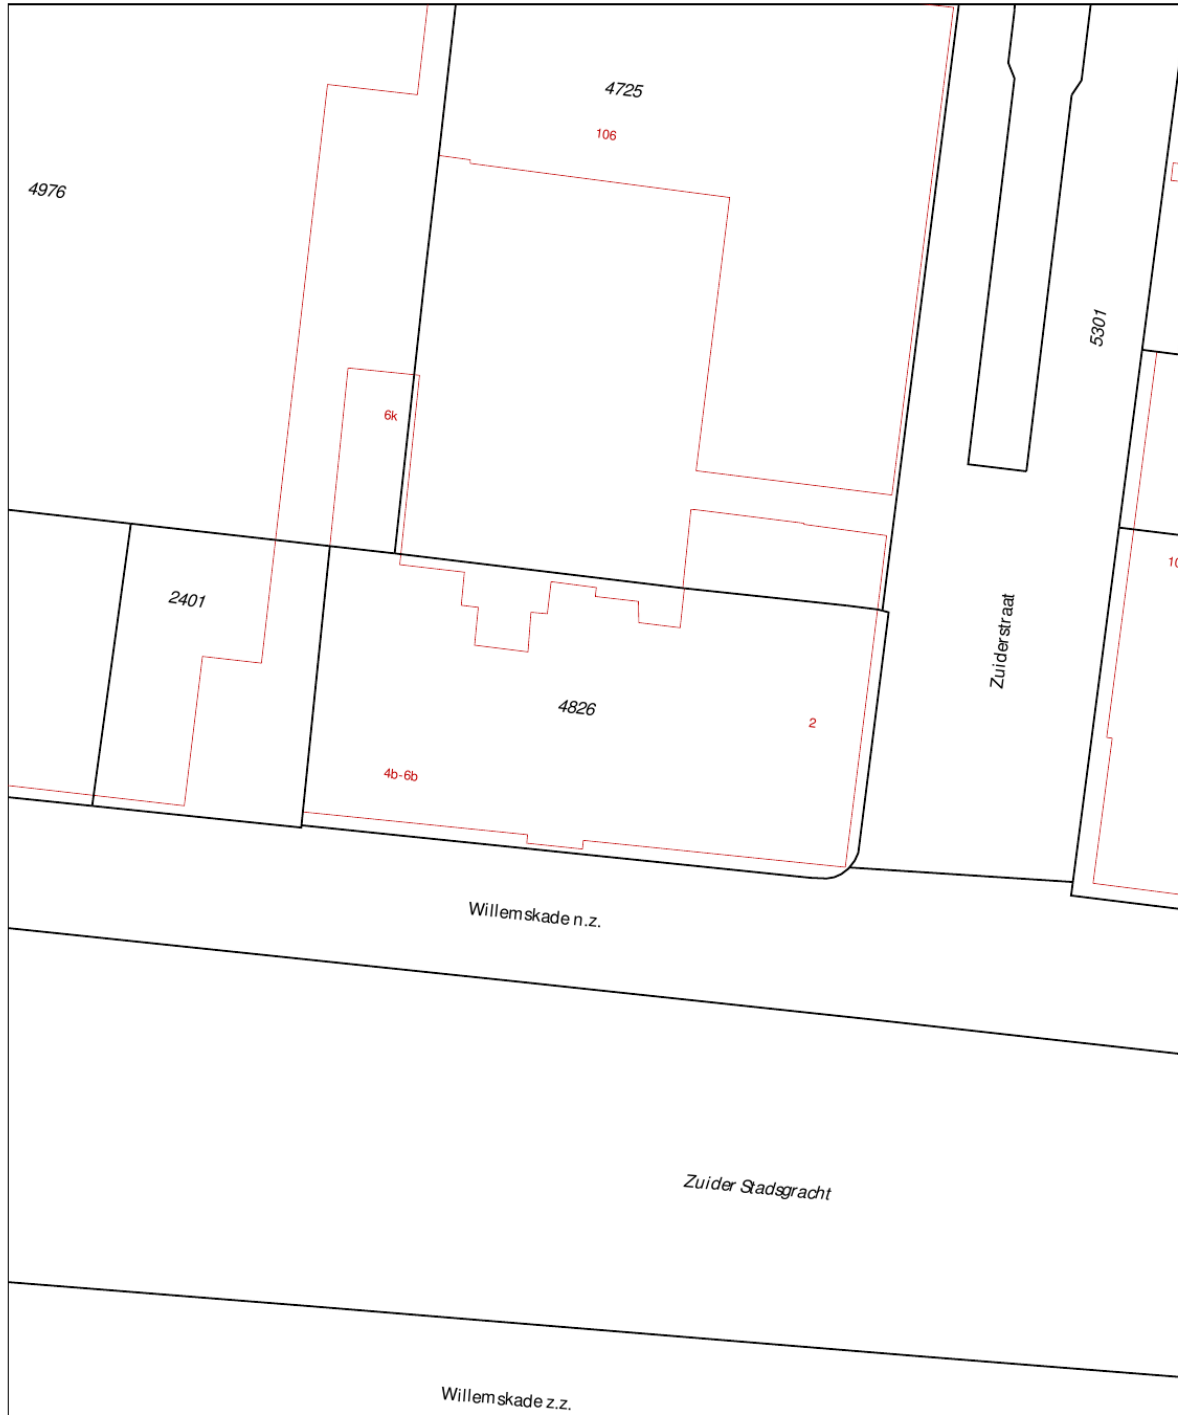 4725
106
4976
5301
6k
10
2401
Zuiderstraat
4826
2
4b-6b
Willemskade n.z.
Zuider Stadsgracht
Willemskade z.z.